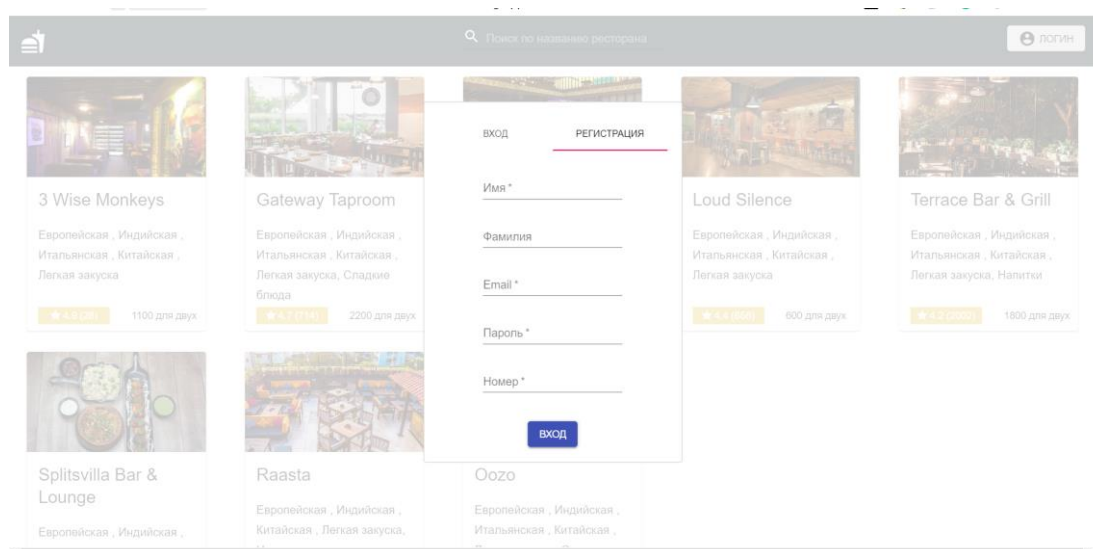 Поиск по названию ресторана
ЛОГИН
ВХОД
РЕГИСТРАЦИЯ
Имя *
Фамилия
Email *
Пароль *
Номер *
ВХОД
3 Wise Monkeys
Европейская , Индийская ,
Итальянская , Китайская ,
Легкая закуска
1100 для двух
Gateway Taproom
Европейская , Индийская ,
Итальянская , Китайская ,
Легкая закуска, Сладкие
блюда
4.7 (714)
2200 для двух
Loud Silence
Европейская , Индийская ,
Итальянская , Китайская ,
Легкая закуска
600 для двух
Terrace Bar & Grill
Европейская , Индийская ,
Итальянская , Китайская ,
Легкая закуска, Напитки
1800 для двух
Splitsvilla Bar &
Lounge
Европейская , Индийская ,
Raasta
Европейская , Индийская ,
Китайская , Легкая закуска,
Oozo
Европейская , Индийская ,
Итальянская , Китайская ,